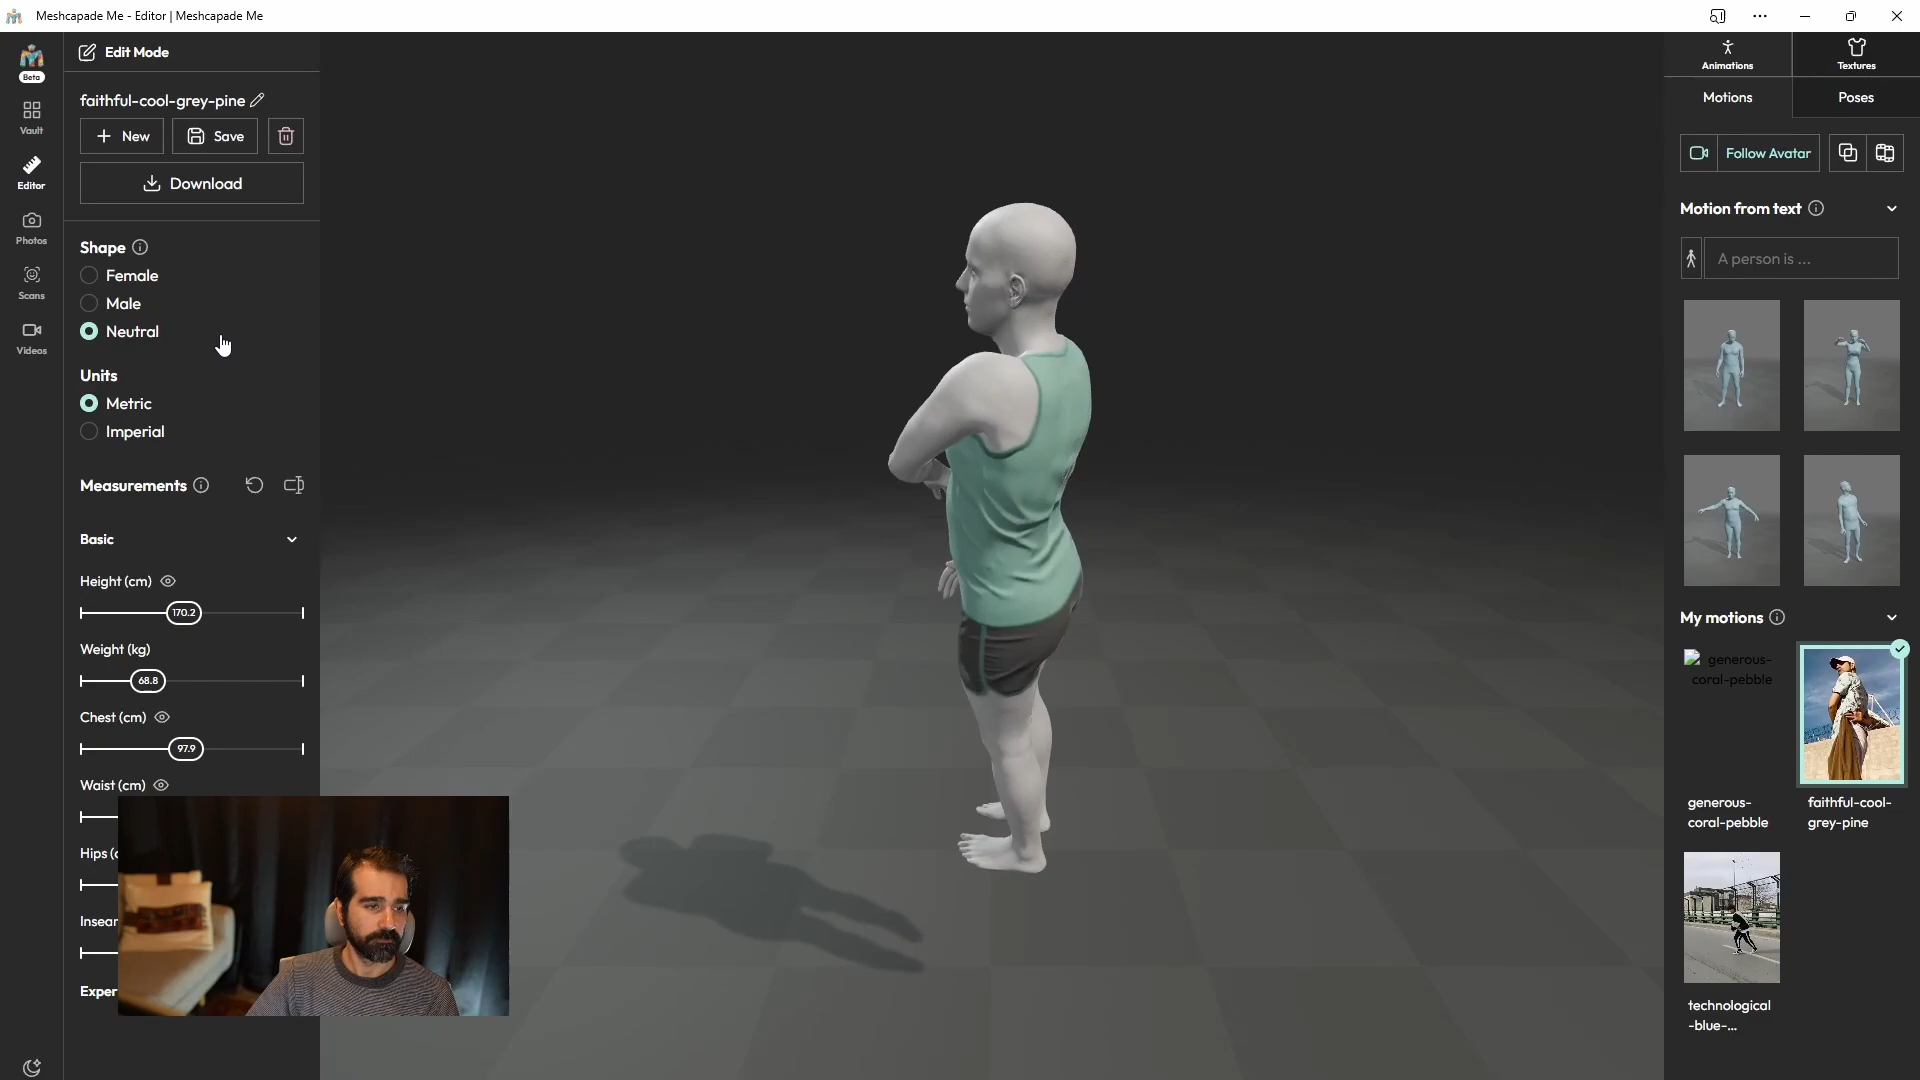 Meshcapade Me - Editor | Meshcapade Me
Beta
Vault
Editor
Photos
Scans
Videos
Edit Mode
faithful-cool-grey-pine
New
Save
Download
Shape
Female
Male
Neutral
Units
Metric
Imperial
Measurements
Basic
Height (cm)
170.2
Weight (kg)
68.8
Chest (cm)
97.9
Waist (cm)
Hips
Animations
Textures
Motions
Poses
Follow Avatar
Motion from text
A person is ...
My motions
generous-
coral-pebble
generous-
coral-pebble
faithful-cool-
grey-pine
technological
-blue-...